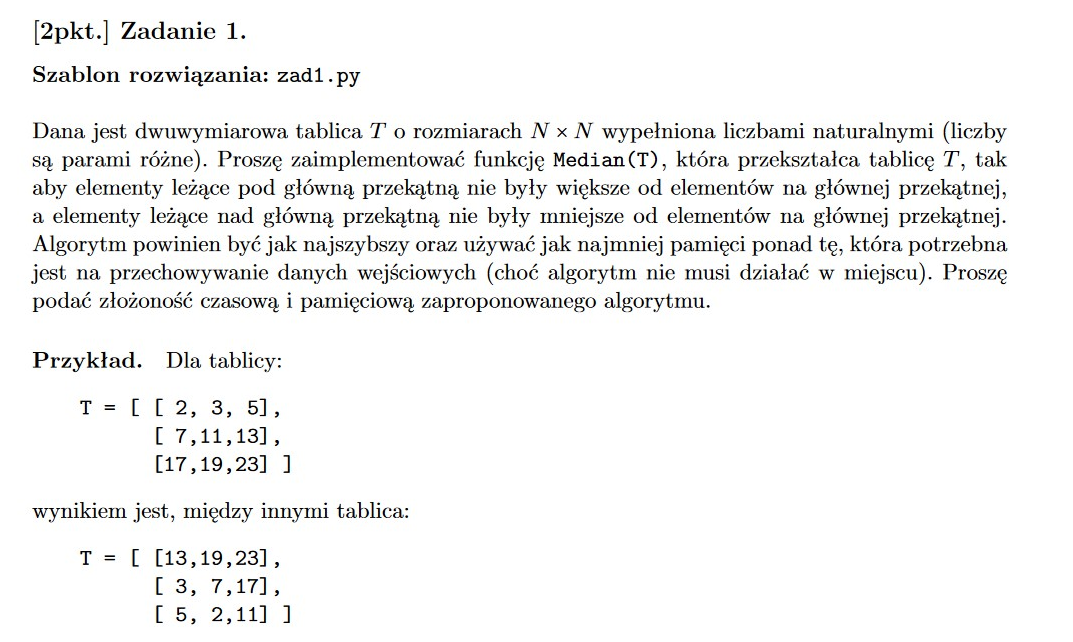 [2pkt.] Zadanie 1.
Szablon rozwiązania: zad1.py
Dana jest dwuwymiarowa tablica T o rozmiarach N × N wypełniona liczbami naturalnymi (liczby
są parami różne). Proszę zaimplementować funkcję Median(T), która przekształca tablicę T, tak
aby elementy leżące pod główną przekątną nie były większe od elementów na głównej przekątnej,
a elementy leżące nad główną przekątną nie były mniejsze od elementów na głównej przekątnej.
Algorytm powinien być jak najszybszy oraz używać jak najmniej pamięci ponad tę, która potrzebna
jest na przechowywanie danych wejściowych (choć algorytm nie musi działać w miejscu). Proszę
podać złożoność czasową i pamięciową zaproponowanego algorytmu.
Przykład. Dla tablicy:
T = [ [ 2, 3, 5],
[ 7,11,13],
[17,19,23] ]
wynikiem jest, między innymi tablica:
T = [ [13,19,23],
[ 3, 7,17],
[ 5, 2,11] ]